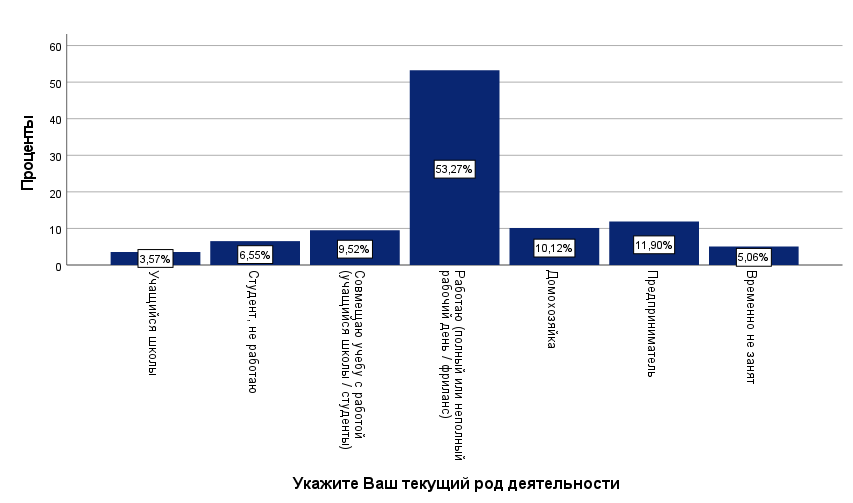 Проценты
60
50
40
30
20
10
0
3,57%
6,55%
9,52%
53,27%
10,12%
11,90%
5,06%
Учащийся школы
Студент, не работаю
Совмещаю учебу с работой
(учащийся школы / студенты)
Работаю (полный или неполный
рабочий день / фриланс)
Домохозяйка
Предприниматель
Временно не занят
Укажите Ваш текущий род деятельности